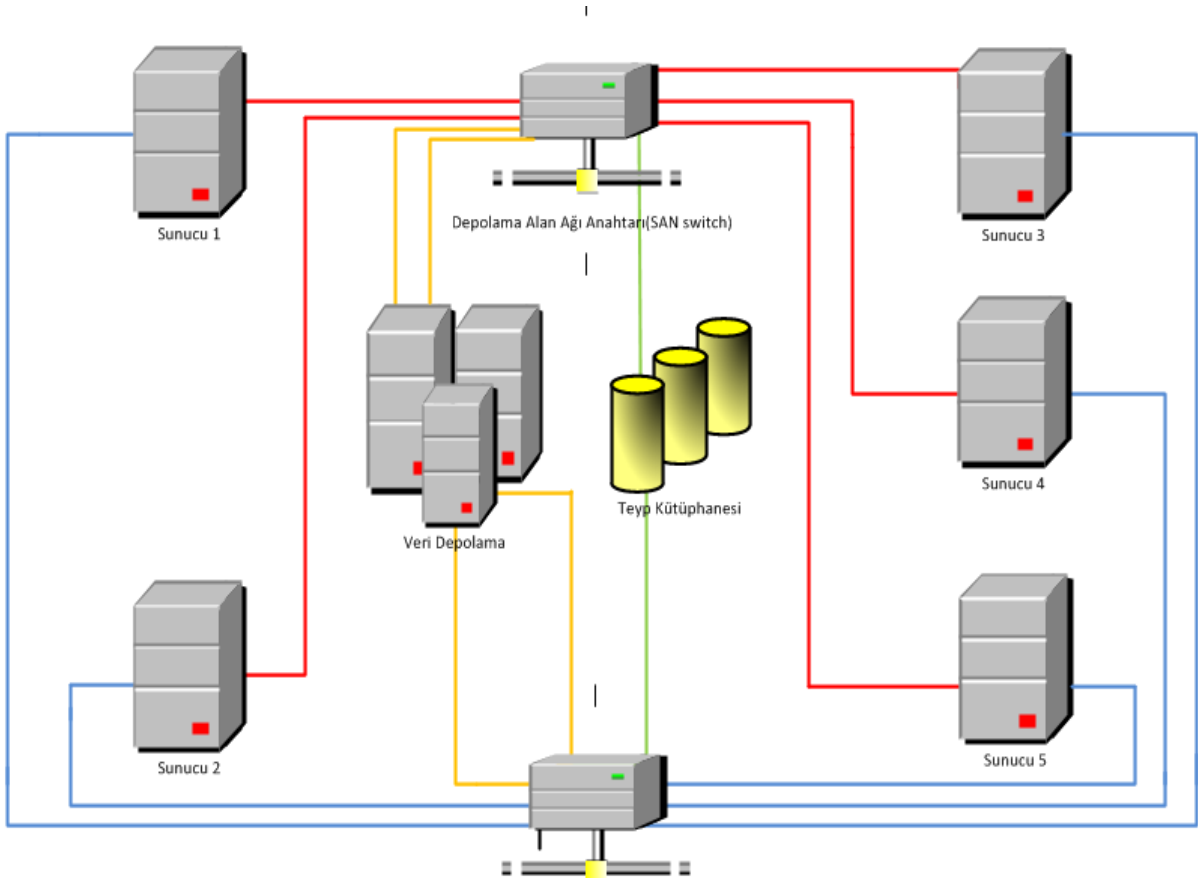 Sunucu 1
Depolama Alan Ağı Anahtarı(SAN switch)
Sunucu 3
Sunucu 4
Teyp Kütüphanesi
Veri Depolama
Sunucu 2
Sunucu 5